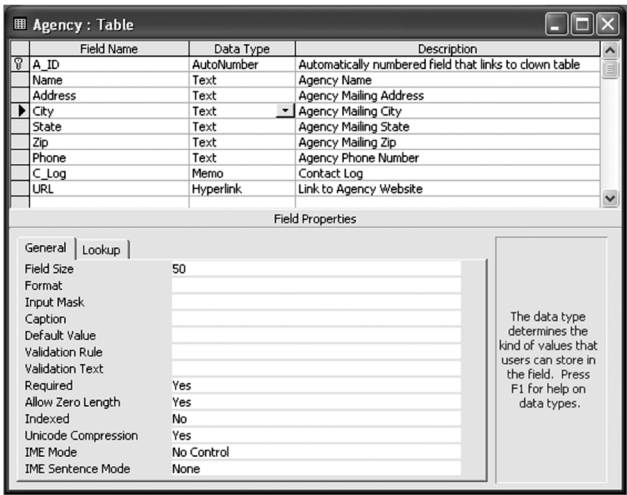 Agency : Table
Field Name Data Type Description
A_ID AutoNumber Automatically numbered field that links to clown table
Name Text Agency Name
Address Text Agency Mailing Address
City Text Agency Mailing City
State Text Agency Mailing State
Zip Text Agency Mailing Zip
Phone Text Agency Phone Number
C_Log Memo Contact Log
URL Hyperlink Link to Agency Website
Field Properties
General Lookup
Field Size 50
Format
Input Mask
Caption
Default Value
Validation Rule
Validation Text
Required Yes
Allow Zero Length Yes
Indexed No
Unicode Compression Yes
IME Mode No Control
IME Sentence Mode None
The data type
determines the
kind of values that
users can store in
the field. Press
F1 for help on
data types.